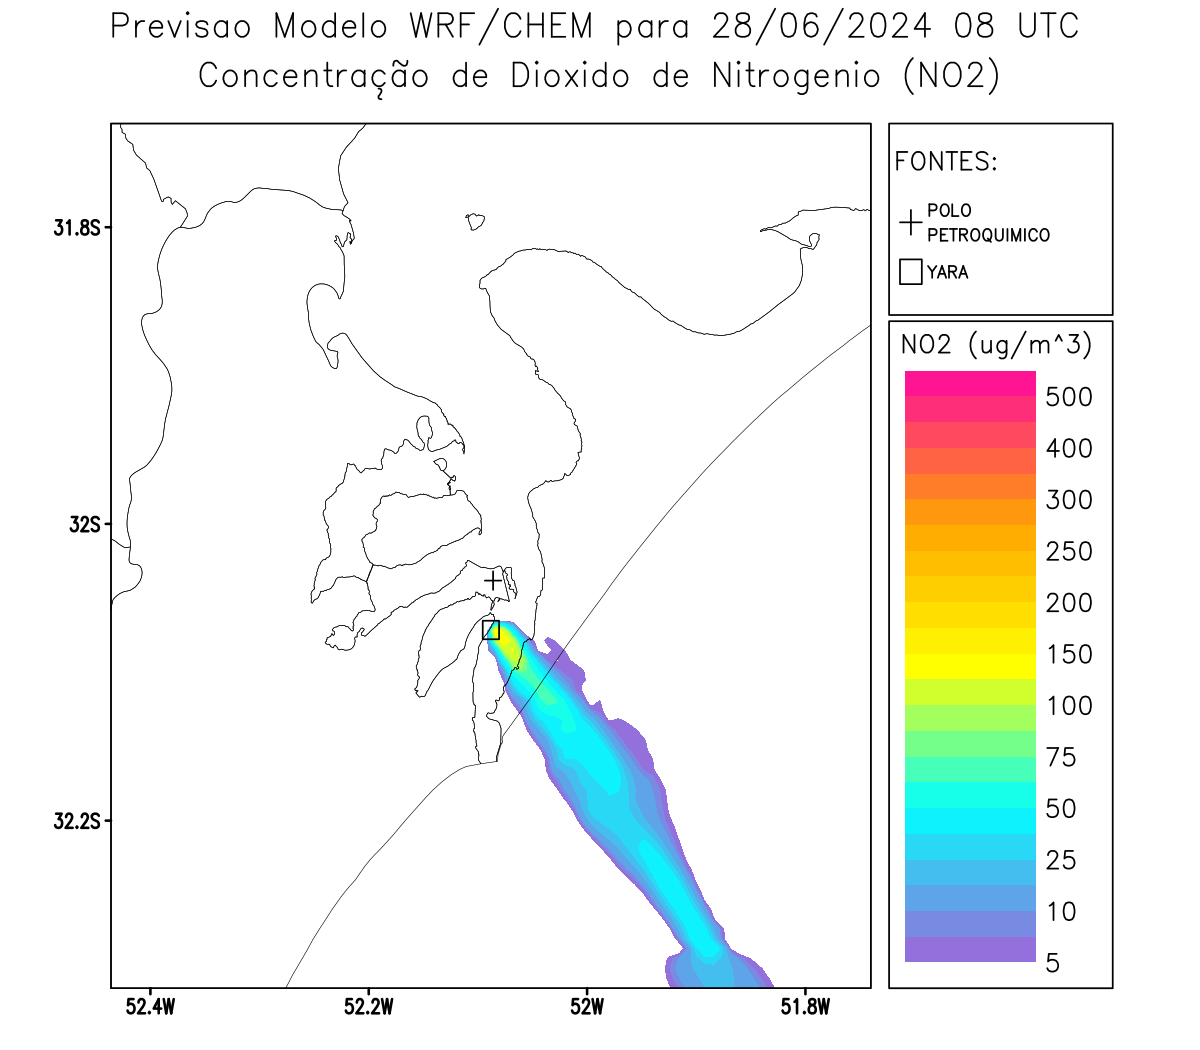 Previsao Modelo WRF/CHEM para 28/06/2024 08 UTC
Concentração de Dioxido de Nitrogenio (NO2)
FONTES:
POLO
PETROQUIMICO
YARA
NO2 (ug/m^3)
500
400
300
250
200
150
100
75
50
25
10
5
31.8S
32S
32.2S
52.4W
52.2W
52W
51.8W